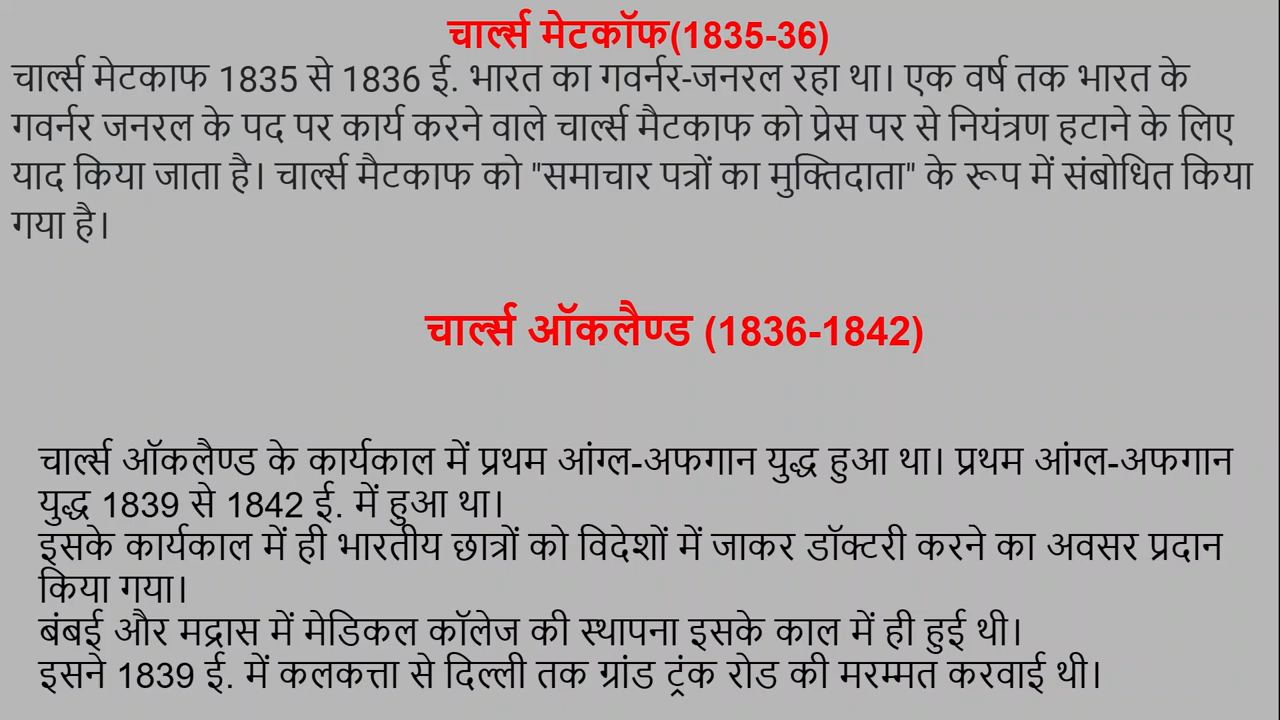 चार्ल्स मेटकॉफ(1835-36)
चार्ल्स मेटकाफ 1835 से 1836 ई. भारत का गवर्नर-जनरल रहा था। एक वर्ष तक भारत के
गवर्नर जनरल के पद पर कार्य करने वाले चार्ल्स मैटकाफ को प्रेस पर से नियंत्रण हटाने के लिए
याद किया जाता है। चार्ल्स मैटकाफ को "समाचार पत्रों का मुक्तिदाता" के रूप में संबोधित किया
गया है।
चार्ल्स ऑकलैण्ड (1836-1842)
चार्ल्स ऑकलैण्ड के कार्यकाल में प्रथम आंग्ल-अफगान युद्ध हुआ था। प्रथम आंग्ल-अफगान
युद्ध 1839 से 1842 ई. में हुआ था।
इसके कार्यकाल में ही भारतीय छात्रों को विदेशों में जाकर डॉक्टरी करने का अवसर प्रदान
किया गया।
बंबई और मद्रास में मेडिकल कॉलेज की स्थापना इसके काल में ही हुई थी।
इसने 1839 ई. में कलकत्ता से दिल्ली तक ग्रांड ट्रंक रोड की मरम्मत करवाई थी।